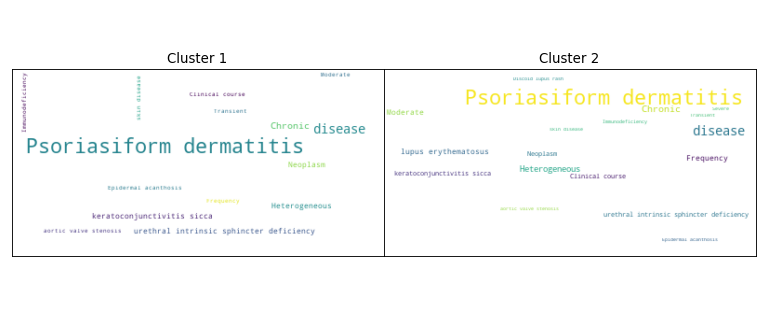 Cluster 1
Moderate
Immunodeficiency
skin disease
Clinical course
Transient
Chronic
disease
Psoriasiform dermatitis
Neoplasm
Epidermal acanthosis
Frequency
Heterogeneous
keratoconjunctivitis sicca
aortic valve stenosis
urethral intrinsic sphincter deficiency
Cluster 2
Psoriasiform dermatitis
Moderate
Chronic
Severe
Transient
Immunodeficiency
skin disease
disease
lupus erythematosus
Neoplasm
Frequency
Heterogeneous
keratoconjunctivitis sicca
Clinical course
aortic valve stenosis
urethral intrinsic sphincter deficiency
Epidermal acanthosis